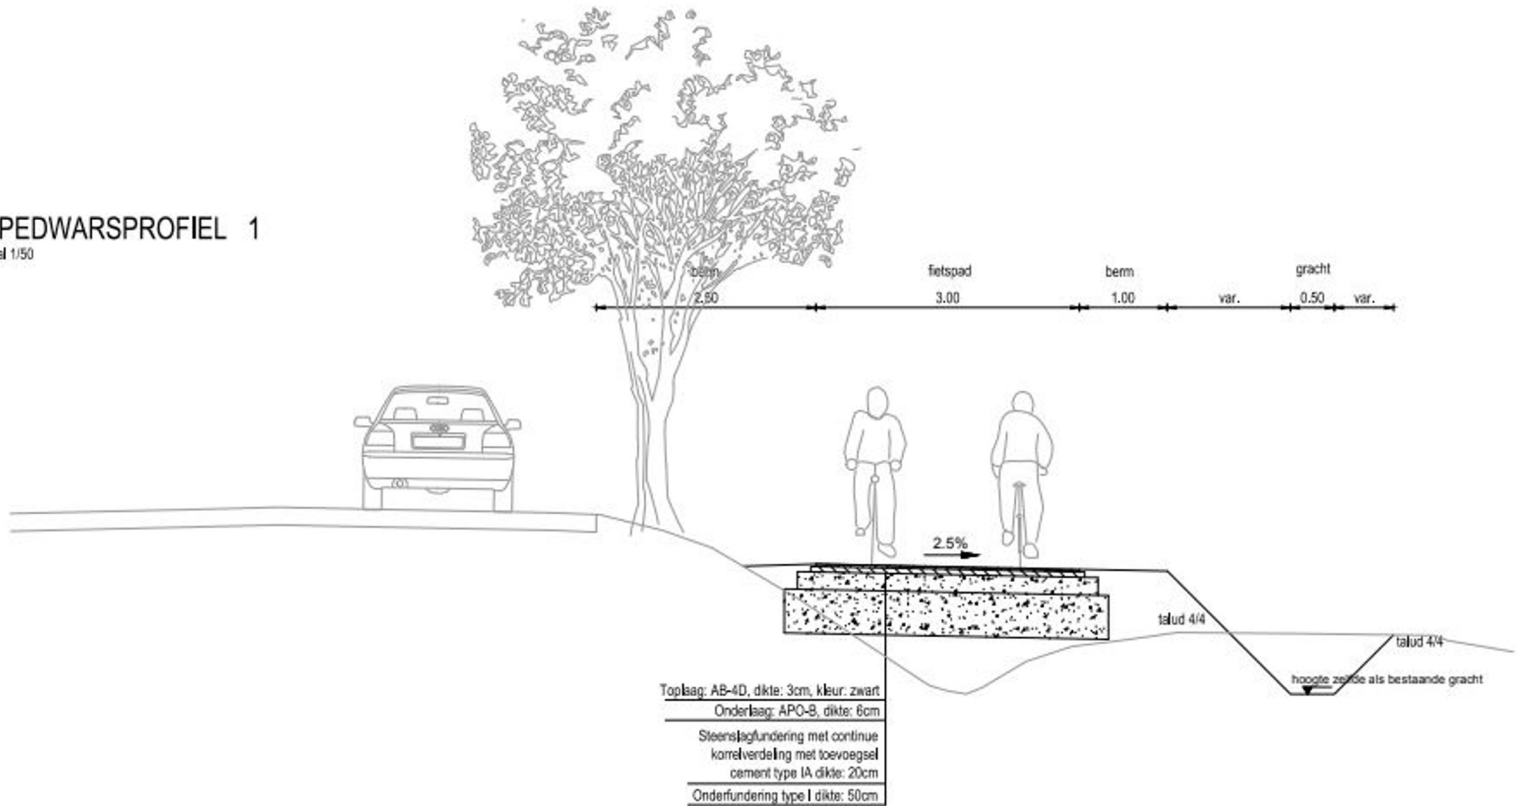 PEDWARSPROFIEL 1
al 1/50
berm fietspad berm gracht
2.50 3.00 1.00 var. 0.50 var.
2.5%
talud 4/4
talud 4/4
hoogte zelfde als bestaande gracht
Toplaag: AB-4D, dikte: 3cm, kleur: zwart
Onderlaag: APO-B, dikte: 6cm
Steenslagfundering met continue
korrelverdeling met toevoegsel
cement type IA dikte: 20cm
Onderfundering type I dikte: 50cm